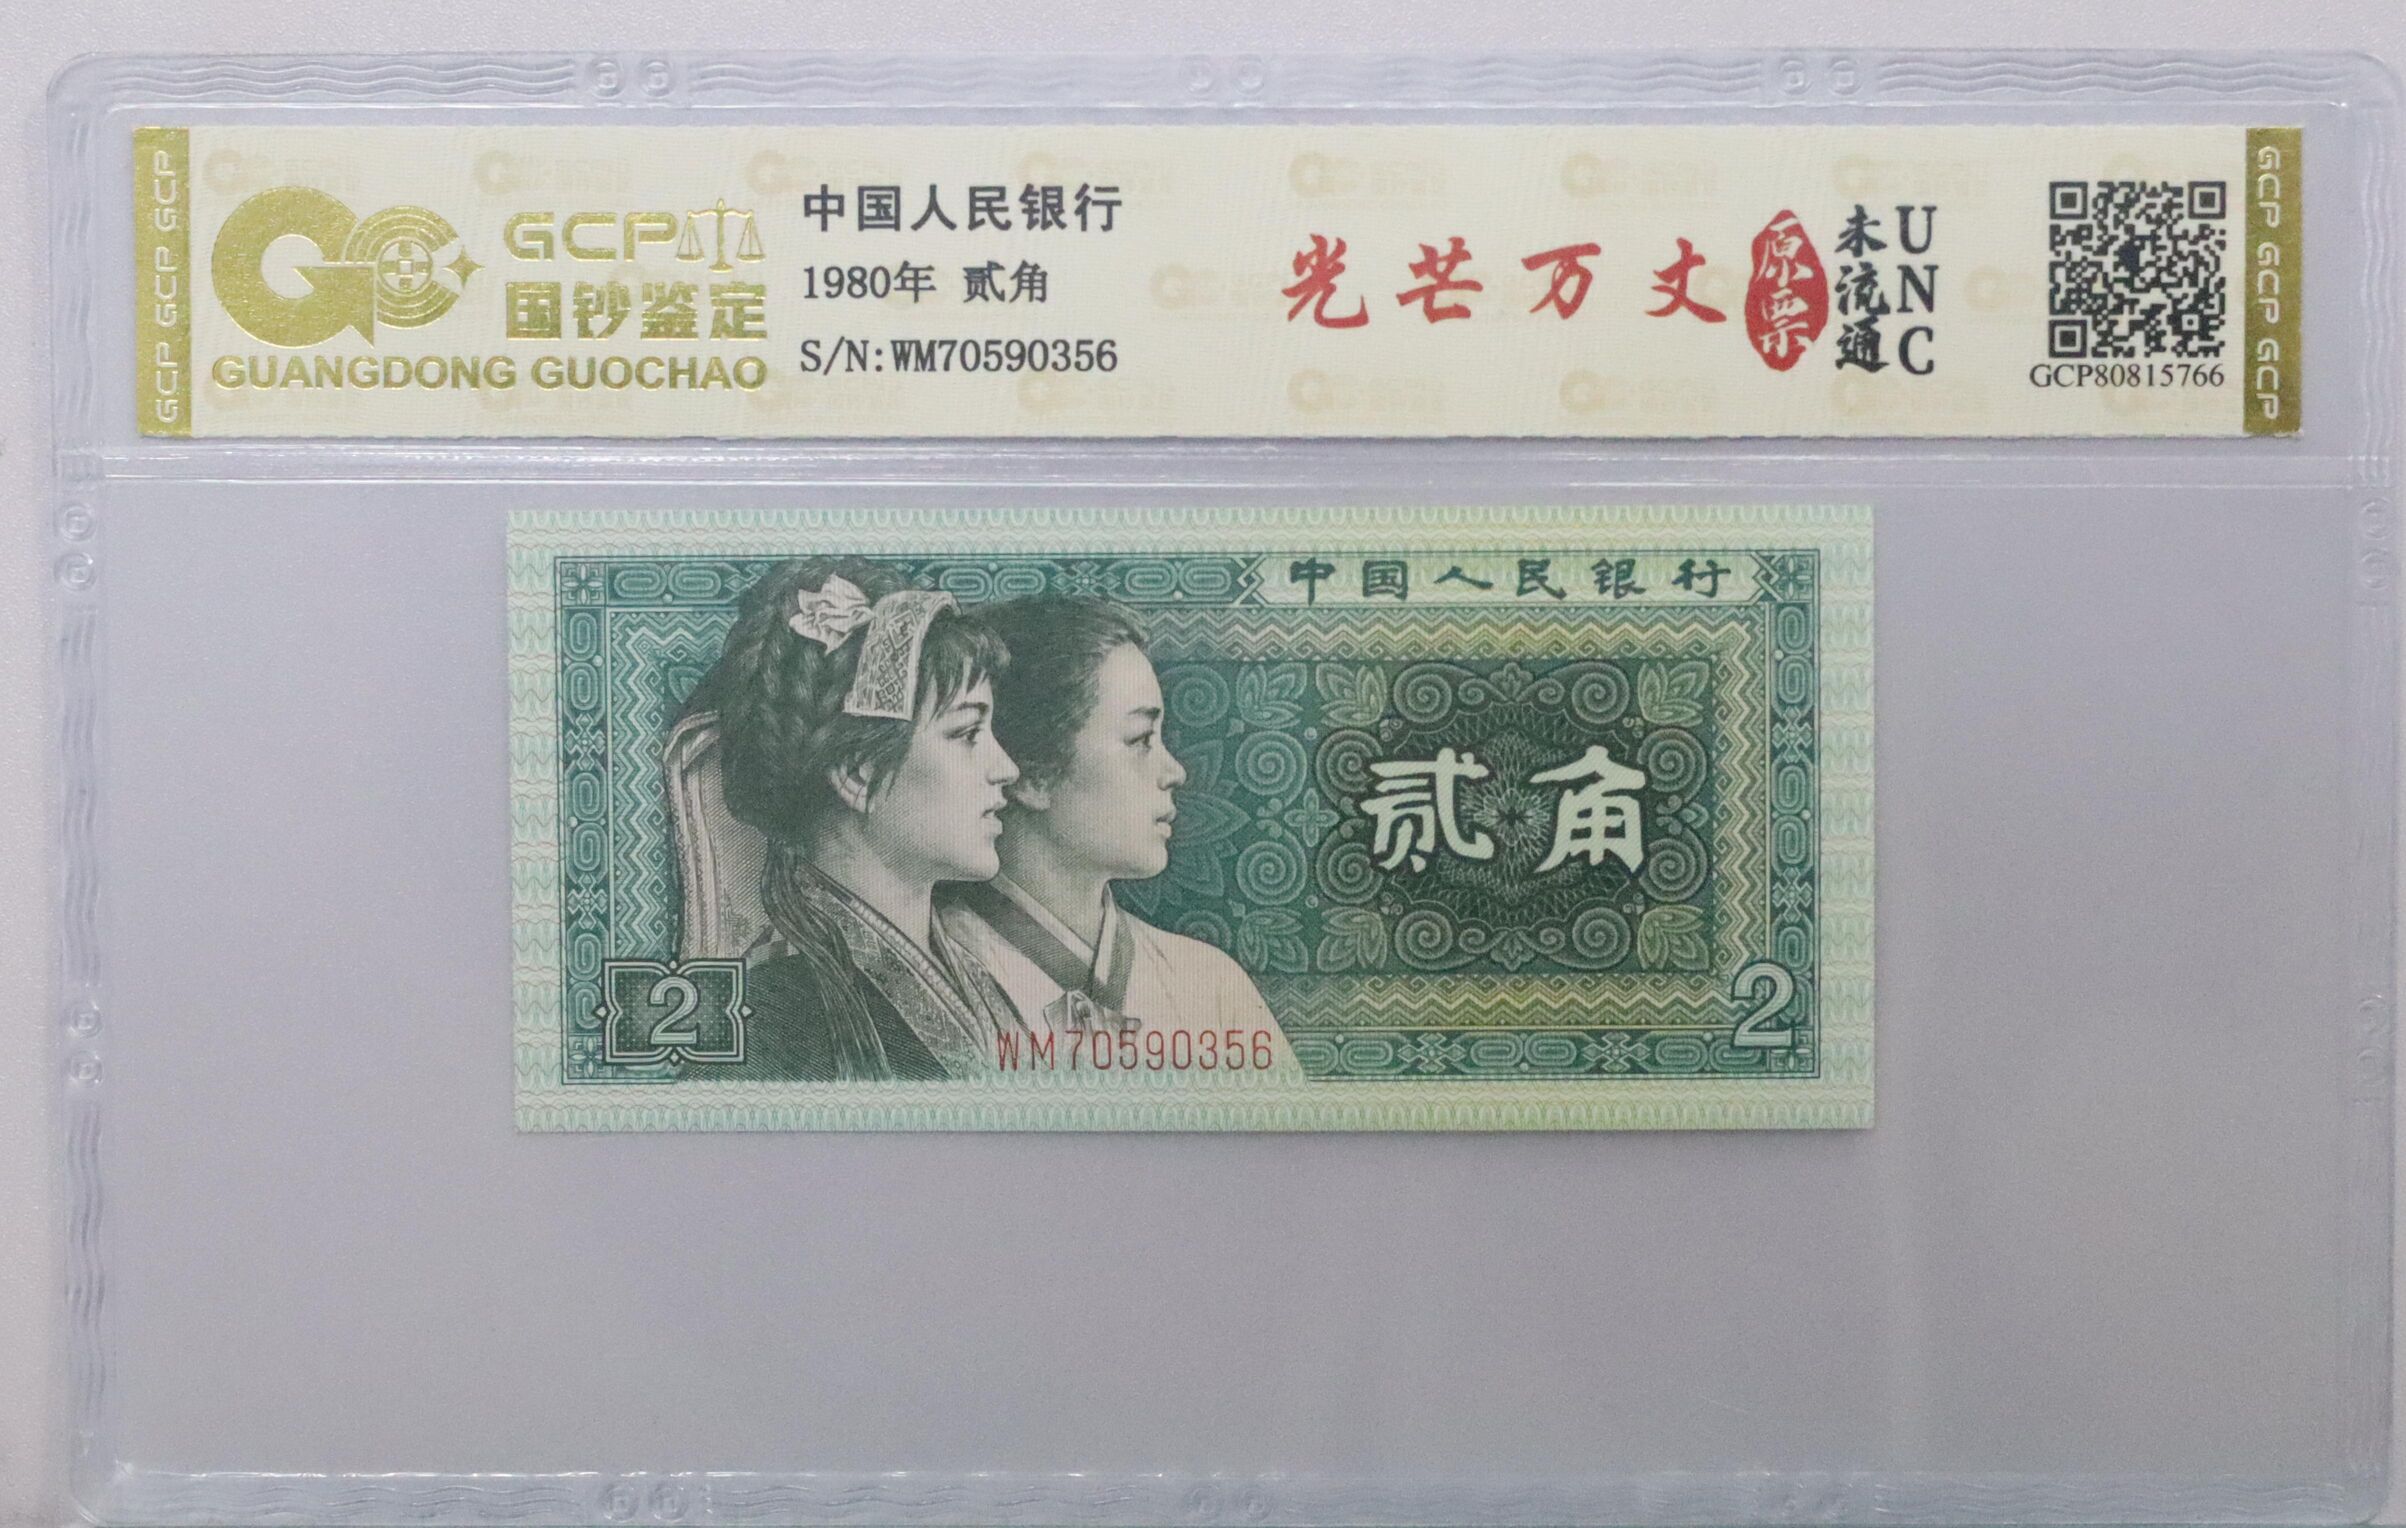 GCP
国钞鉴定
GUANGDONG GUOCHAO
中国人民银行
1980年 贰角
S/N:WM70590356
光芒万丈
原票
未流通
UNC
GCP80815766
GCP GCP GCP
GCP GCP GCP
中国人民银行
贰角
2
2
WM70590356